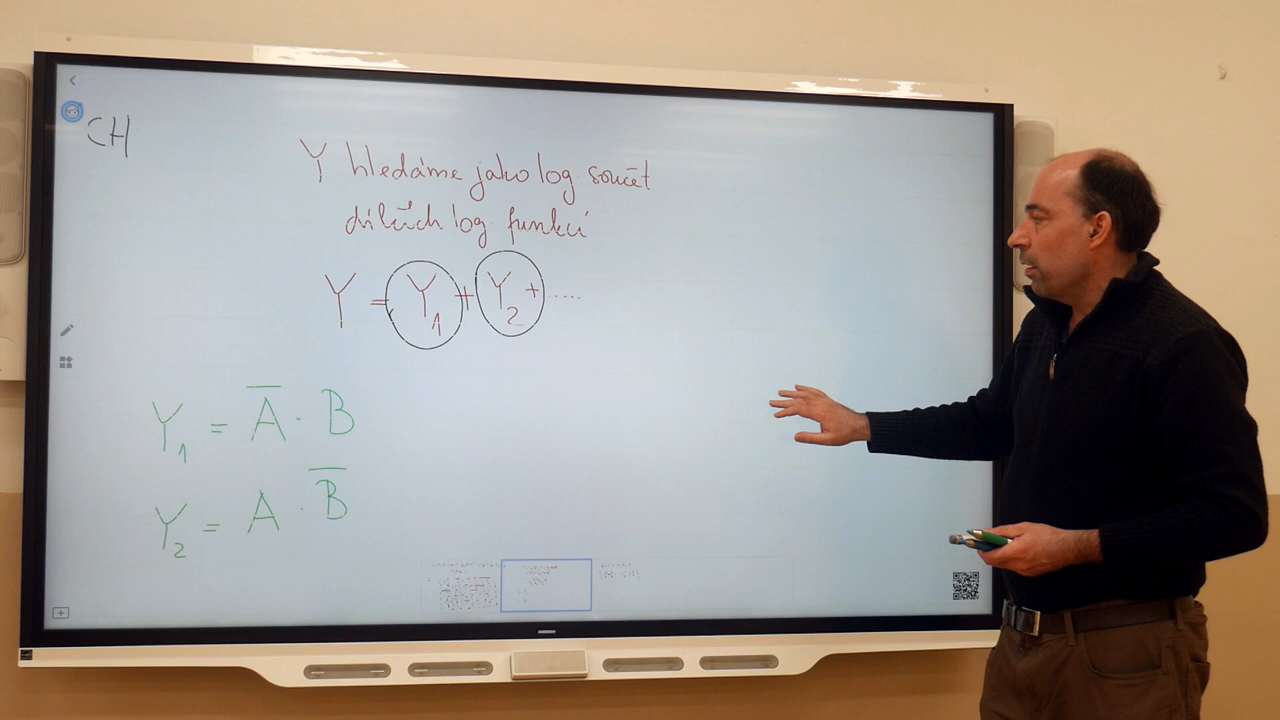 CH
Y hledáme jako log součet
dílčích log. funkcí
Y = Y₁ + Y₂ + .....
Y₁ = A̅ · B
Y₂ = A · B̅